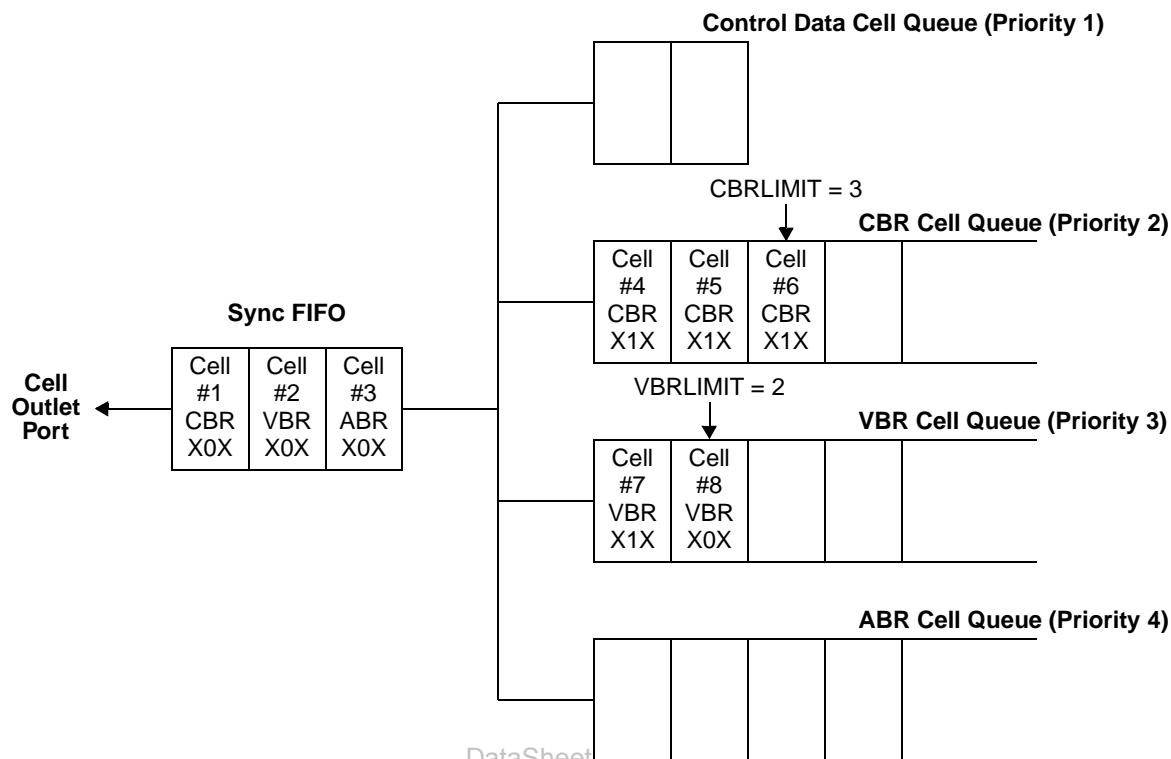 Control Data Cell Queue (Priority 1)
CBRLIMIT = 3
CBR Cell Queue (Priority 2)
Cell
#4
CBR
X1X
Cell
#5
CBR
X1X
Cell
#6
CBR
X1X
Sync FIFO
Cell
Outlet
Port
Cell
#1
CBR
X0X
Cell
#2
VBR
X0X
Cell
#3
ABR
X0X
VBRLIMIT = 2
VBR Cell Queue (Priority 3)
Cell
#7
VBR
X1X
Cell
#8
VBR
X0X
ABR Cell Queue (Priority 4)
DataSheet